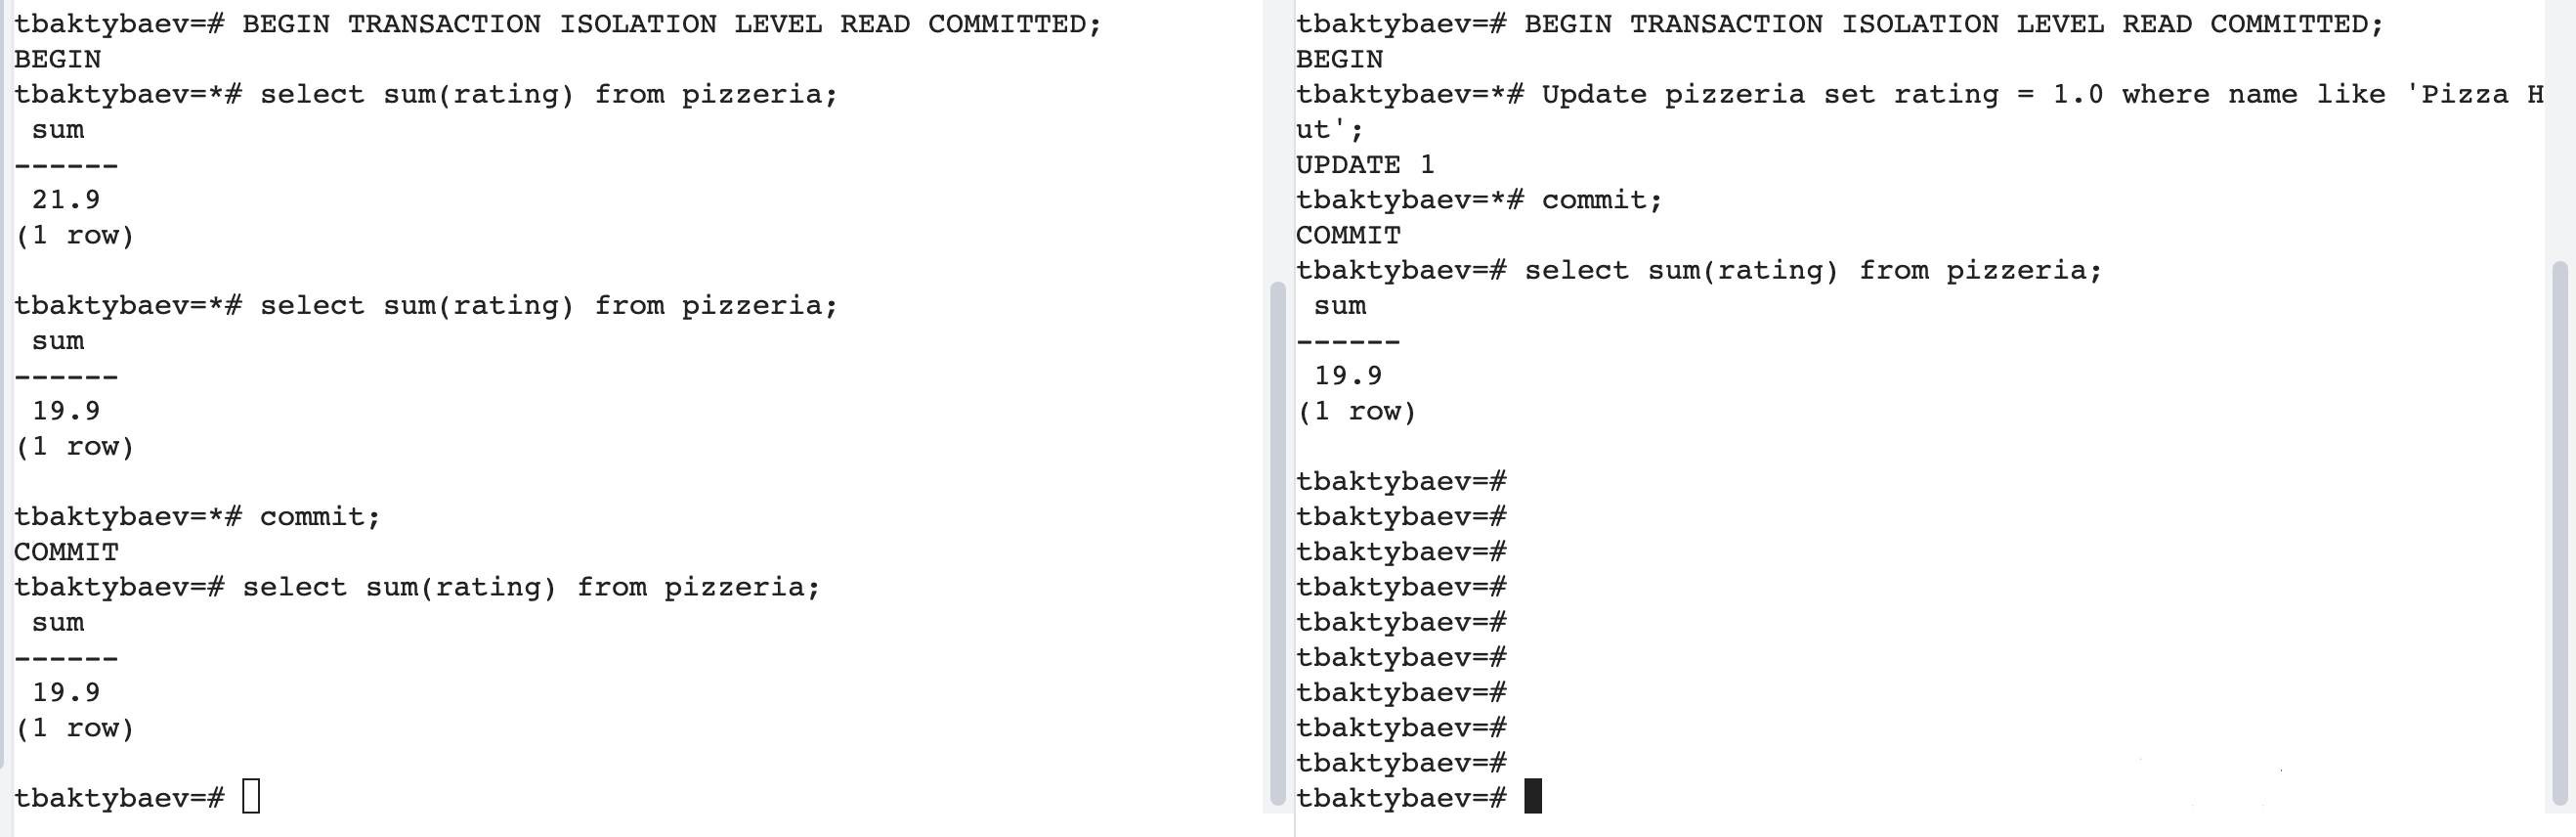 tbaktybaev=# BEGIN TRANSACTION ISOLATION LEVEL READ COMMITTED;
BEGIN
tbaktybaev=*# select sum(rating) from pizzeria;
 sum
------
 21.9
(1 row)

tbaktybaev=*# select sum(rating) from pizzeria;
 sum
------
 19.9
(1 row)

tbaktybaev=*# commit;
COMMIT
tbaktybaev=# select sum(rating) from pizzeria;
 sum
------
 19.9
(1 row)

tbaktybaev=#
tbaktybaev=# BEGIN TRANSACTION ISOLATION LEVEL READ COMMITTED;
BEGIN
tbaktybaev=*# Update pizzeria set rating = 1.0 where name like 'Pizza H
ut';
UPDATE 1
tbaktybaev=*# commit;
COMMIT
tbaktybaev=# select sum(rating) from pizzeria;
 sum
------
 19.9
(1 row)

tbaktybaev=#
tbaktybaev=#
tbaktybaev=#
tbaktybaev=#
tbaktybaev=#
tbaktybaev=#
tbaktybaev=#
tbaktybaev=#
tbaktybaev=#
tbaktybaev=#